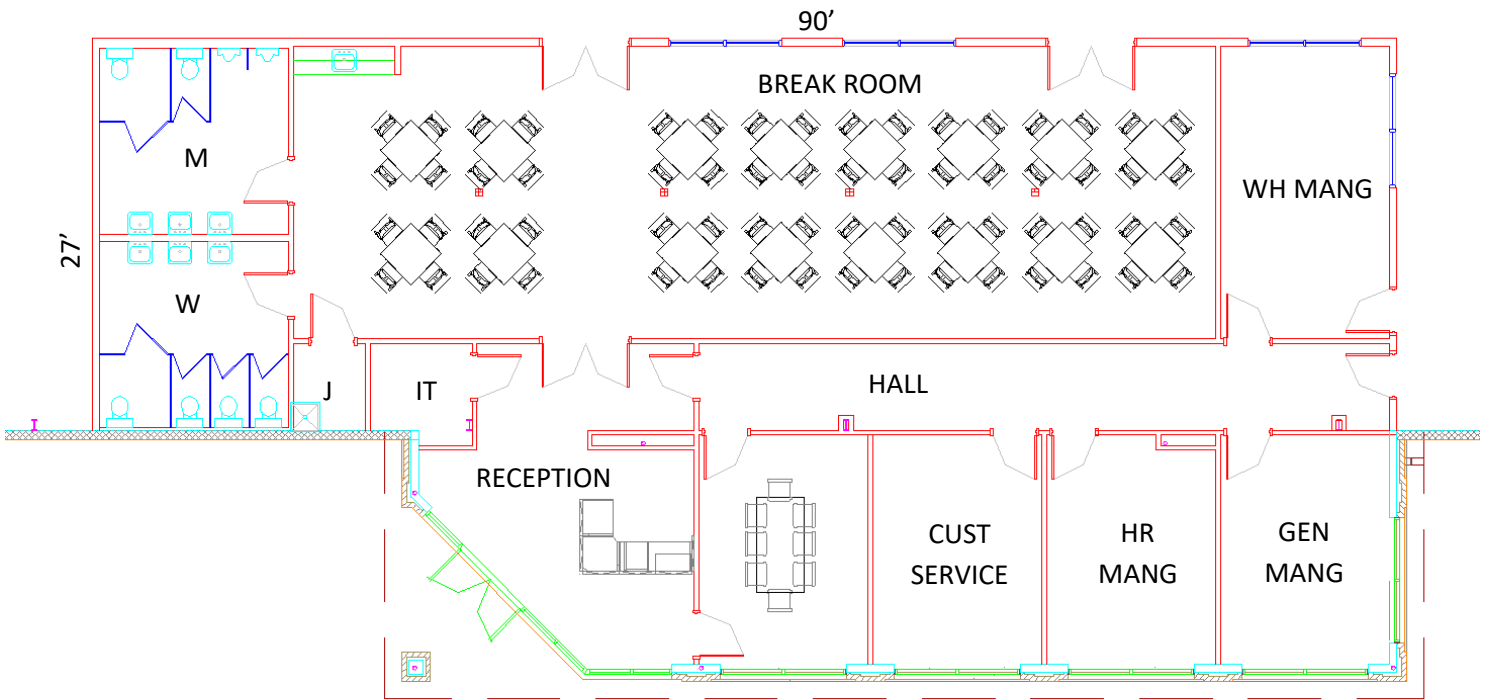 90’
BREAK ROOM
M
WH MANG
27’
W
J
IT
HALL
RECEPTION
CUST
SERVICE
HR
MANG
GEN
MANG